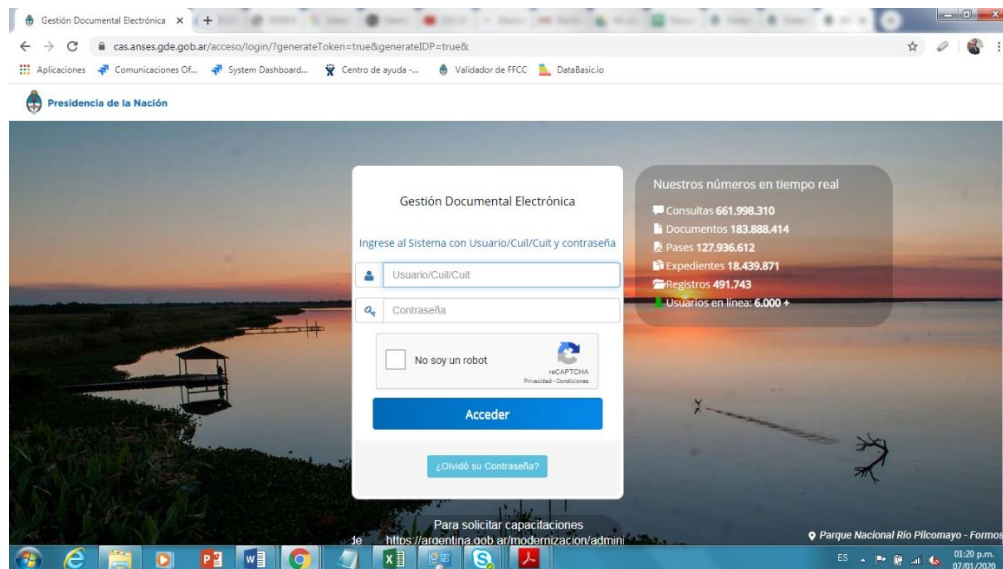 Gestión Documental Electrónica
cas.anses.gde.gob.ar/acceso/login/?generateToken=true&generateIDP=true&
Aplicaciones
Comunicaciones Of...
System Dashboard...
Centro de ayuda -...
Validador de FFCC
DataBasic.io
Presidencia de la Nación
Gestión Documental Electrónica
Ingrese al Sistema con Usuario/Cuil/Cuit y contraseña
Usuario/Cuil/Cuit
Contraseña
No soy un robot
reCAPTCHA
Privacidad - Condiciones
Acceder
¿Olvidó su Contraseña?
Nuestros números en tiempo real
Consultas 661.998.310
Documentos 183.888.414
Pases 127.936.612
Expedientes 18.439.871
Registros 491.743
Usuarios en línea: 6.000 +
Para solicitar capacitaciones
https://argentina.gob.ar/modernizacion/admini
Parque Nacional Río Pilcomayo - Formos
ES
01:20 p.m.
07/01/2020